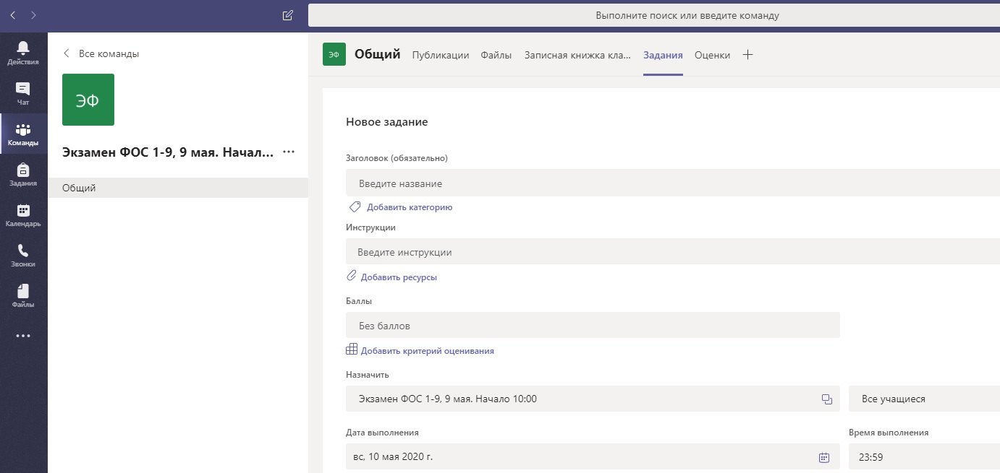 Выполните поиск или введите команду
Действия
Чат
Команды
Задания
Календарь
Звонки
Файлы
Все команды
ЭФ
Экзамен ФОС 1-9, 9 мая. Начал...
Общий
ЭФ Общий Публикации Файлы Записная книжка кла... Задания Оценки
Новое задание
Заголовок (обязательно)
Введите название
Добавить категорию
Инструкции
Введите инструкции
Добавить ресурсы
Баллы
Без баллов
Добавить критерий оценивания
Назначить
Экзамен ФОС 1-9, 9 мая. Начало 10:00 Все учащиеся
Дата выполнения Время выполнения
вс, 10 мая 2020 г. 23:59